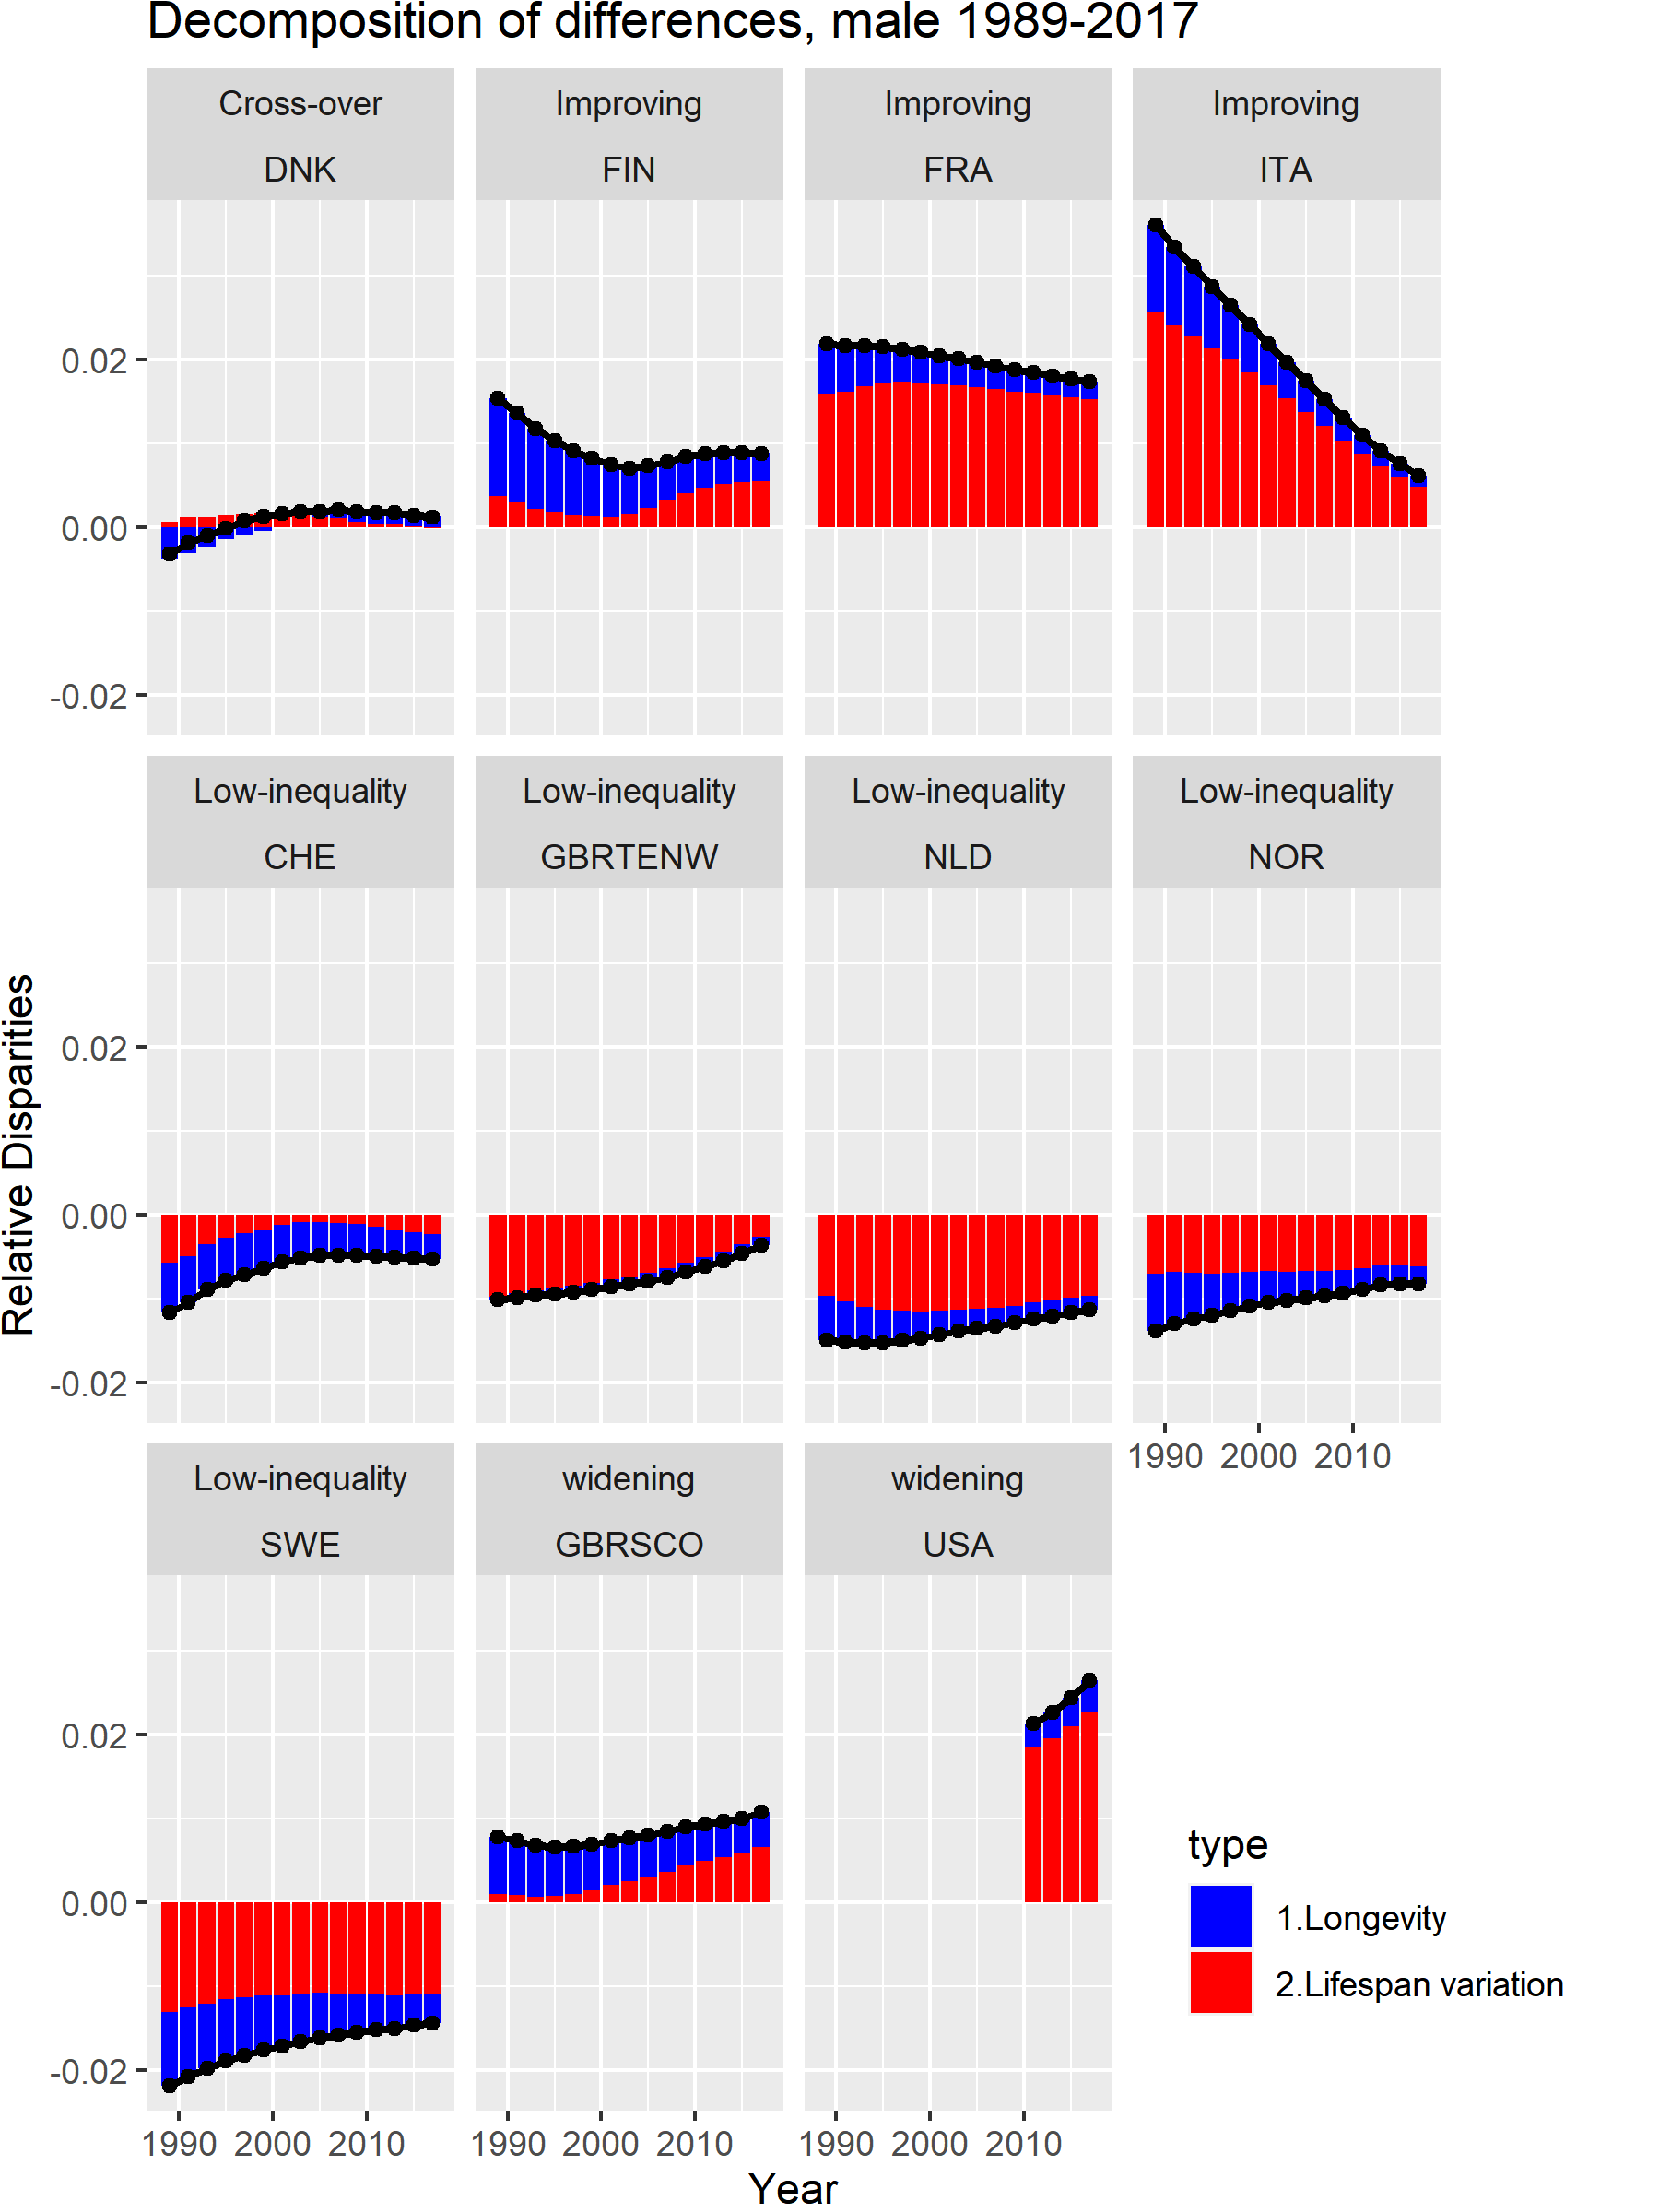 Decomposition of differences, male 1989-2017
Cross-over Improving Improving Improving
DNK FIN FRA ITA
0.02
0.00
-0.02
Low-inequality Low-inequality Low-inequality Low-inequality
CHE GBRTENW NLD NOR
Relative Disparities
0.02
0.00
-0.02
1990 2000 2010
Low-inequality widening widening
SWE GBRSCO USA
0.02
0.00
-0.02
1990 2000 2010 1990 2000 2010 1990 2000 2010
Year
type
1.Longevity
2.Lifespan variation